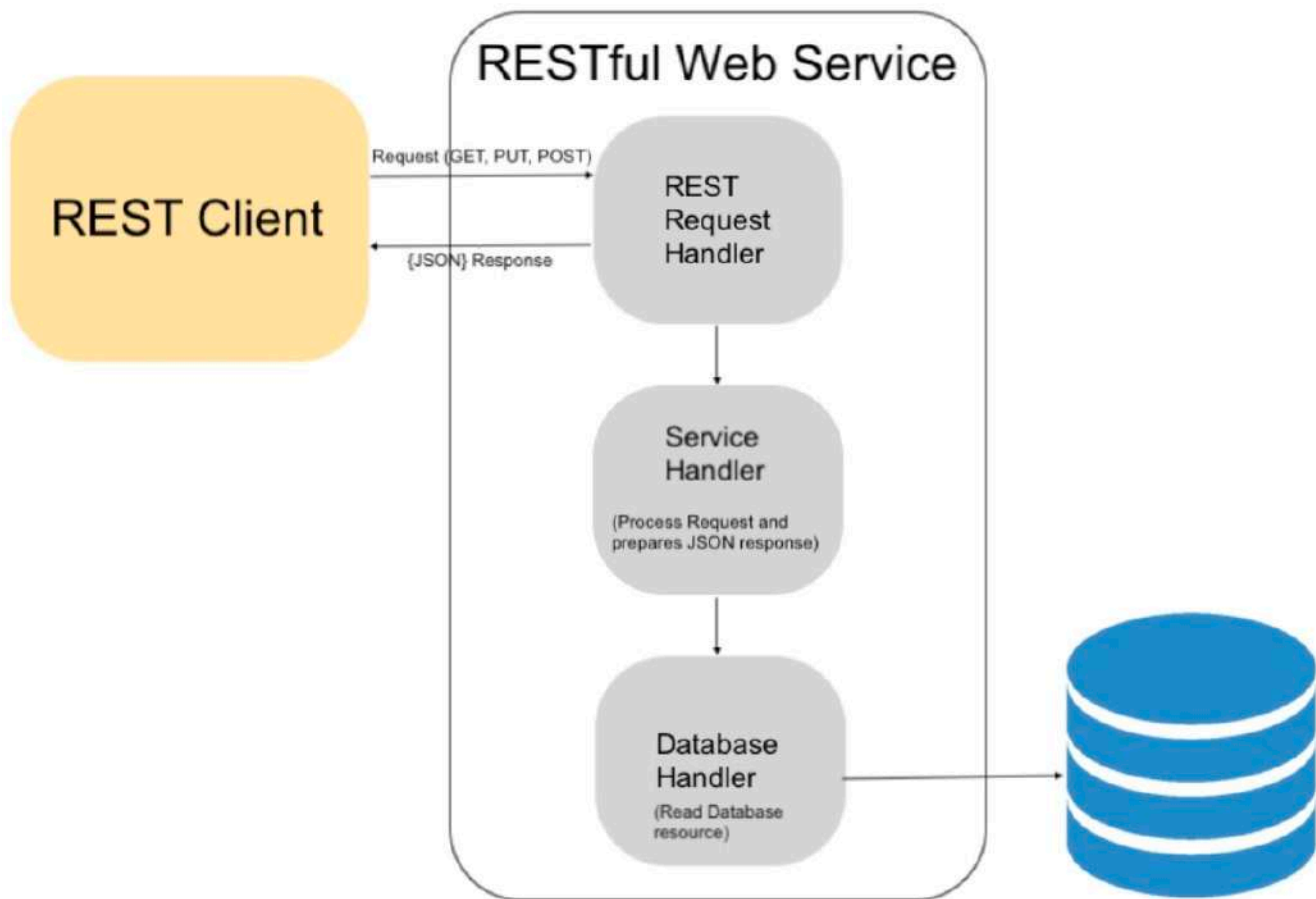 RESTful Web Service
REST Client
Request (GET, PUT, POST)
{JSON} Response
REST
Request
Handler
Service
Handler
(Process Request and
prepares JSON response)
Database
Handler
(Read Database
resource)